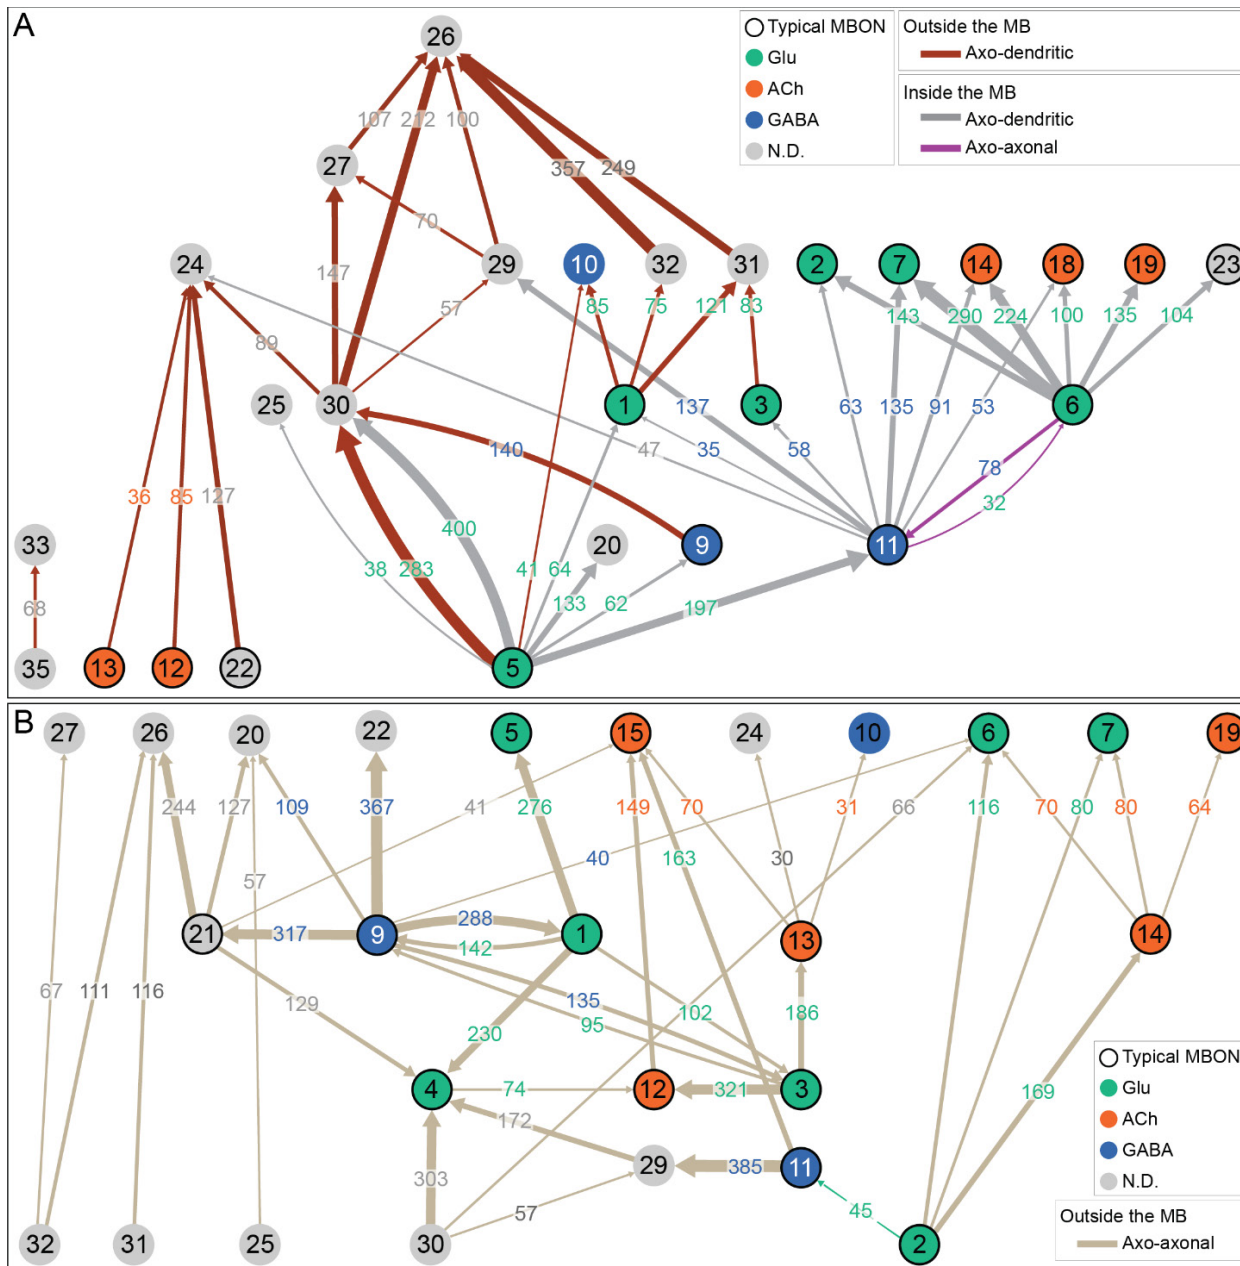 A
26
Typical MBON
Glu
ACh
GABA
N.D.
Outside the MB
Axo-dendritic
Inside the MB
Axo-dendritic
Axo-axonal
107 212 100
27
357 249
70
24 29 10 32 31 2 7 14 18 19 23
147 57 85 75 121 83 143 290 224 100 135 104
89
25 30 1 3 6
137 63 135 91 53
140 47 35 58
78
36 85 127
32
400
33 20 9 11
38 283 41 64
133 62 197
68
35 13 12 22 5
B
27 26 20 22 5 15 24 10 6 7 19
244 127 109 367 41 276 149 70 31 66 116 70 80 64
80
57 30
40 163
21 317 9 288 1 13 14
142
67 111 116 129 135 102 186
95
230
4 74 12 321 3
169
172
303 29 385 11
57 45
32 31 25 30 2
Typical MBON
Glu
ACh
GABA
N.D.
Outside the MB
Axo-axonal